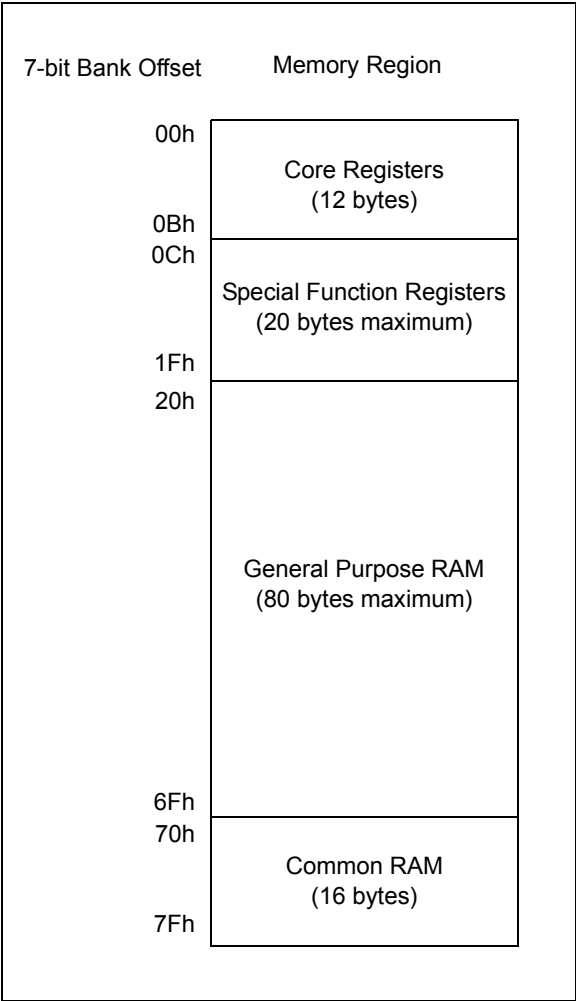 7-bit Bank Offset Memory Region
00h
Core Registers
(12 bytes)
0Bh
0Ch
Special Function Registers
(20 bytes maximum)
1Fh
20h
General Purpose RAM
(80 bytes maximum)
6Fh
70h
Common RAM
(16 bytes)
7Fh